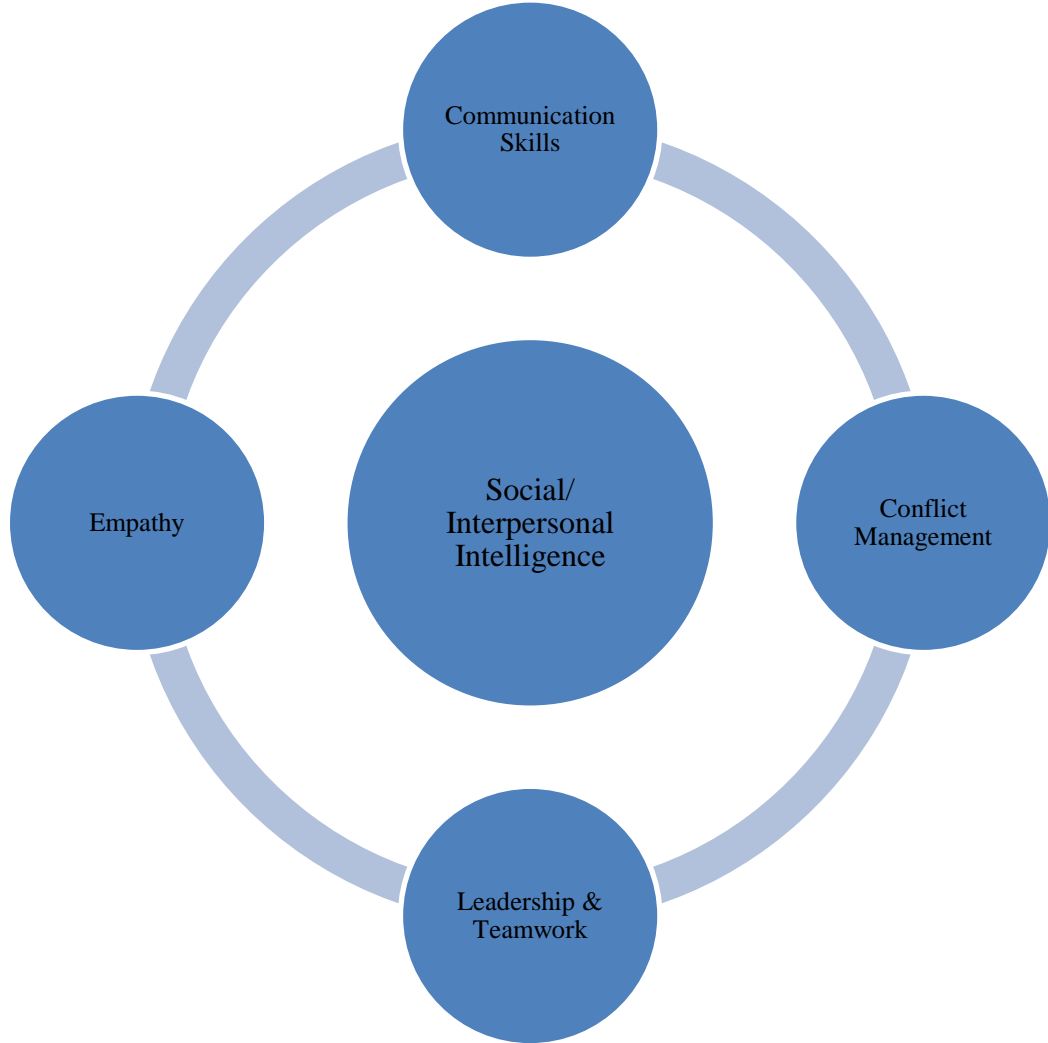 Communication
Skills
Empathy
Social/
Interpersonal
Intelligence
Conflict
Management
Leadership &
Teamwork